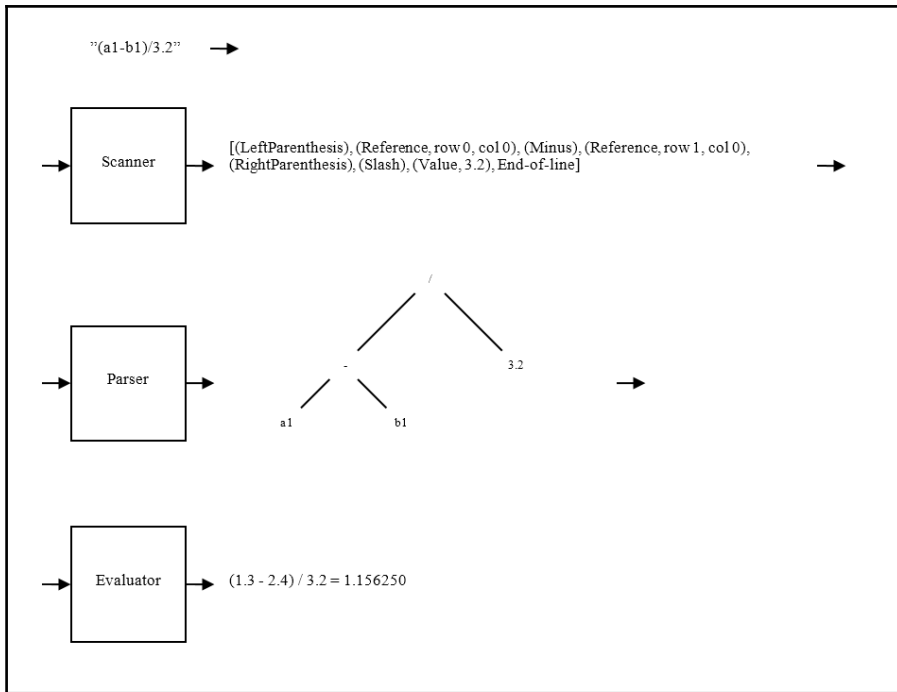 ”(a1-b1)/3.2”
Scanner
[(LeftParenthesis), (Reference, row 0, col 0), (Minus), (Reference, row 1, col 0),
(RightParenthesis), (Slash), (Value, 3.2), End-of-line]
/
Parser
-
3.2
a1
b1
Evaluator
(1.3 - 2.4) / 3.2 = 1.156250